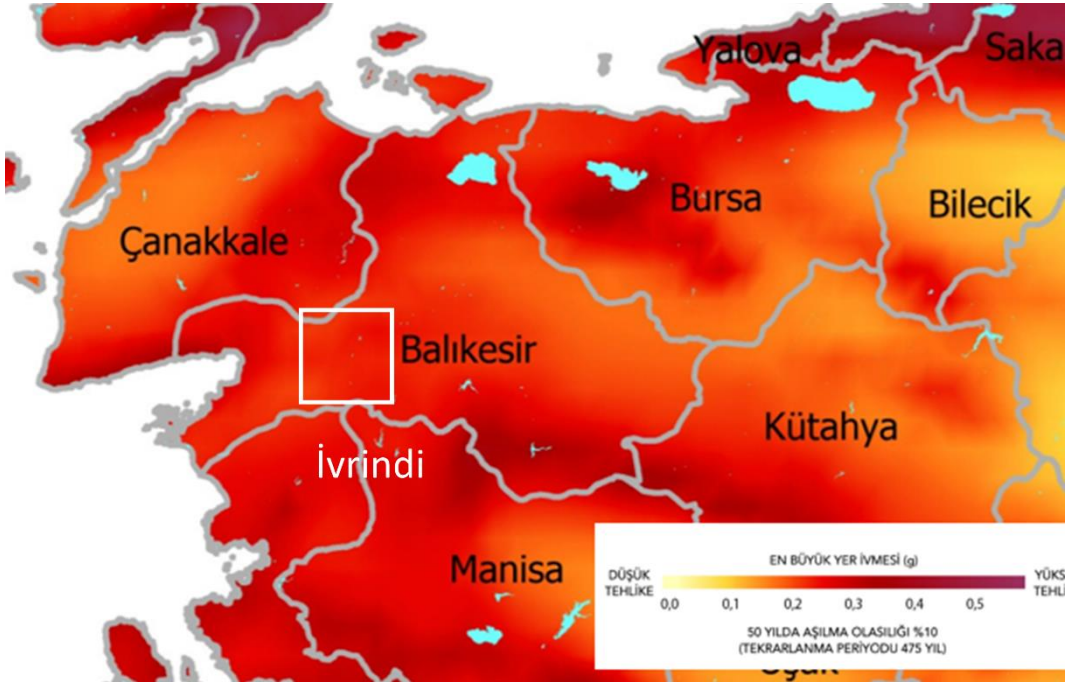 Yalova
Saka
Bursa
Bilecik
Çanakkale
Balıkesir
Kütahya
İvrindi
Manisa
EN BÜYÜK YER İVMESİ (g)
DÜŞÜK
TEHLİKE
YÜKS
TEHLİ
0,0 0,1 0,2 0,3 0,4 0,5
50 YILDA AŞILMA OLASILIĞI %10
(TEKRARLANMA PERİYODU 475 YIL)
Uşak